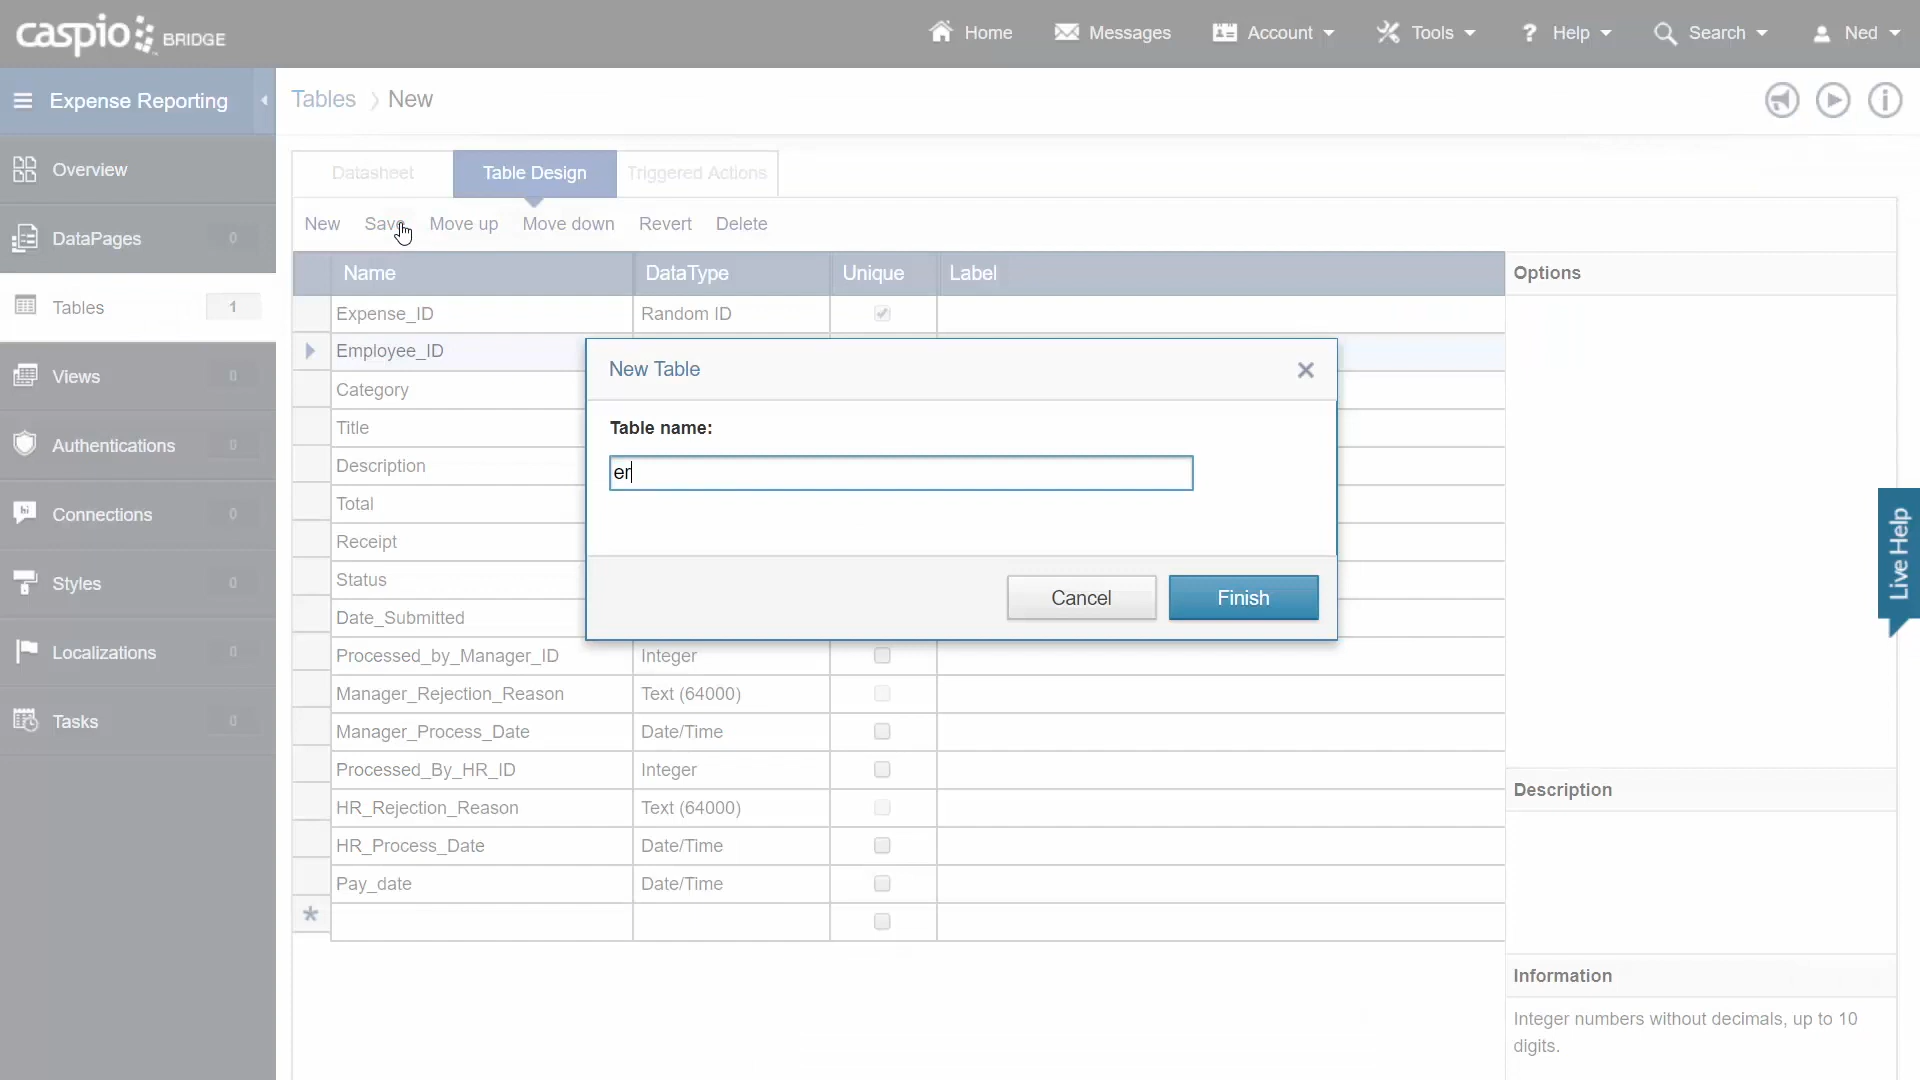 caspio BRIDGE
Home
Messages
Account
Tools
? Help
Search
Ned
Expense Reporting
Tables > New
Overview
DataPages 0
Tables 1
Views 0
Authentications 0
hi Connections 0
Styles 0
Localizations 0
Tasks 0
Datasheet
Table Design
Triggered Actions
New Save Move up Move down Revert Delete
Name DataType Unique Label
Options
Expense_ID Random ID
Employee_ID
Category
Title
Description
Total
Receipt
Status
Date_Submitted
New Table
Table name:
er
Cancel
Finish
Processed_by_Manager_ID Integer
Manager_Rejection_Reason Text (64000)
Manager_Process_Date Date/Time
Processed_By_HR_ID Integer
HR_Rejection_Reason Text (64000)
HR_Process_Date Date/Time
Pay_date Date/Time
*
Description
Information
Integer numbers without decimals, up to 10
digits.
Live Help